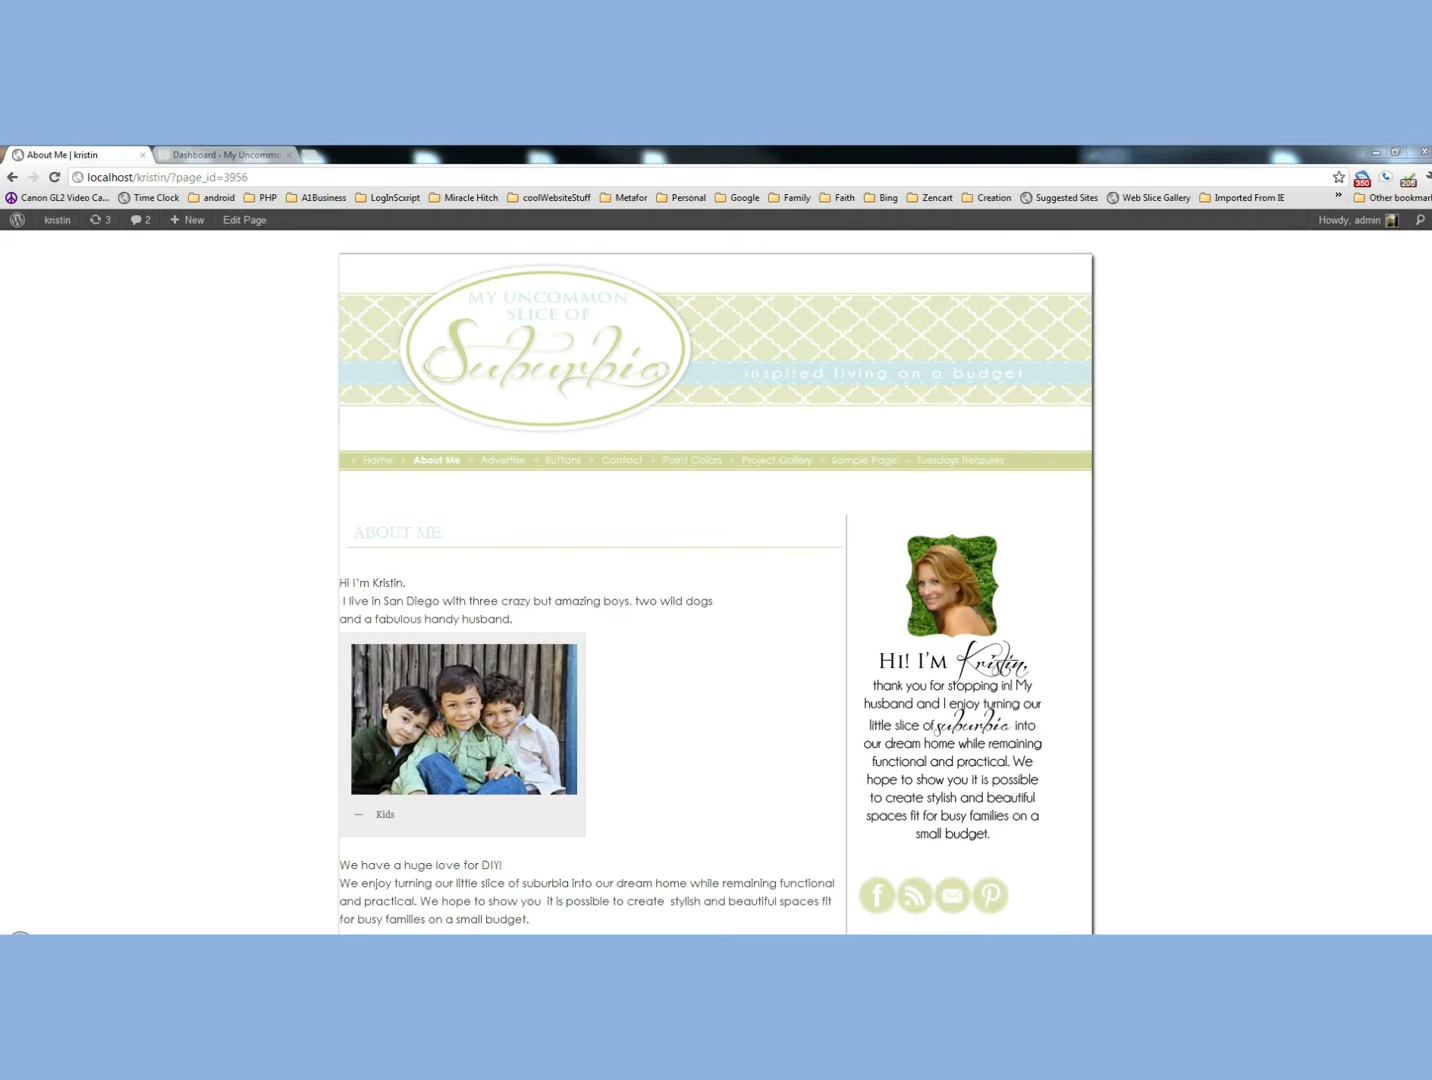 About Me | kristin
Dashboard - My Uncommo
localhost/kristin/?page_id=3956
350
205
Canon GL2 Video Ca...
Time Clock
android
PHP
A1Business
LogInScript
Miracle Hitch
coolWebsiteStuff
Metafor
Personal
Google
Family
Faith
Bing
Zencart
Creation
Suggested Sites
Web Slice Gallery
Imported From IE
»
Other bookmar
kristin
3
2
+ New
Edit Page
Howdy, admin
MY UNCOMMON
SLICE OF
Suburbia
inspired living on a budget
Home
About Me
Advertise
Buttons
Contact
Paint Colors
Project Gallery
Sample Page
Tuesdays Treasures
ABOUT ME
Hi I'm Kristin.
I live in San Diego with three crazy but amazing boys, two wild dogs
and a fabulous handy husband.
— Kids
We have a huge love for DIY!
We enjoy turning our little slice of suburbia into our dream home while remaining functional
and practical. We hope to show you it is possible to create stylish and beautiful spaces fit
for busy families on a small budget.
HI! I'M Kristin,
thank you for stopping in! My
husband and I enjoy turning our
little slice of suburbia into
our dream home while remaining
functional and practical. We
hope to show you it is possible
to create stylish and beautiful
spaces fit for busy families on a
small budget.